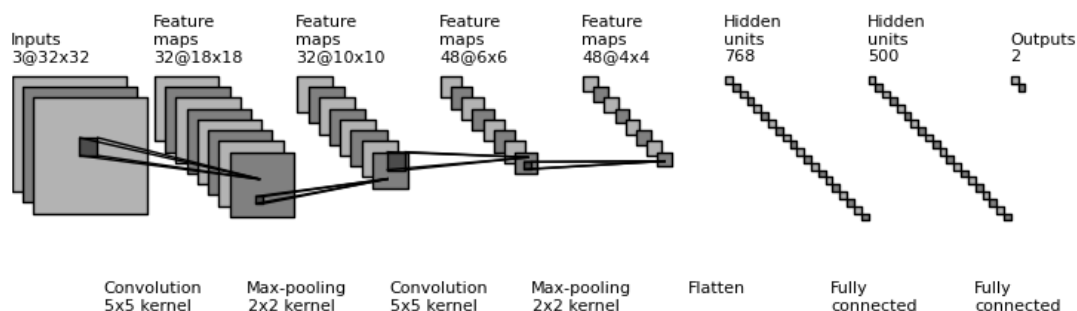 Inputs
3@32x32
Feature
maps
32@18x18
Feature
maps
32@10x10
Feature
maps
48@6x6
Feature
maps
48@4x4
Hidden
units
768
Hidden
units
500
Outputs
2
Convolution
5x5 kernel
Max-pooling
2x2 kernel
Convolution
5x5 kernel
Max-pooling
2x2 kernel
Flatten
Fully
connected
Fully
connected